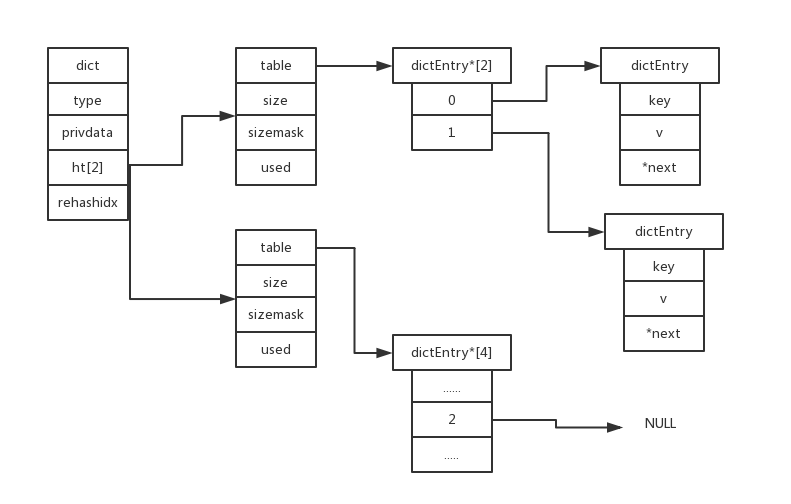 dict
type
privdata
ht[2]
rehashidx
table
size
sizemask
used
dictEntry*[2]
0
1
dictEntry
key
v
*next
dictEntry
key
v
*next
table
size
sizemask
used
dictEntry*[4]
......
2
.....
NULL